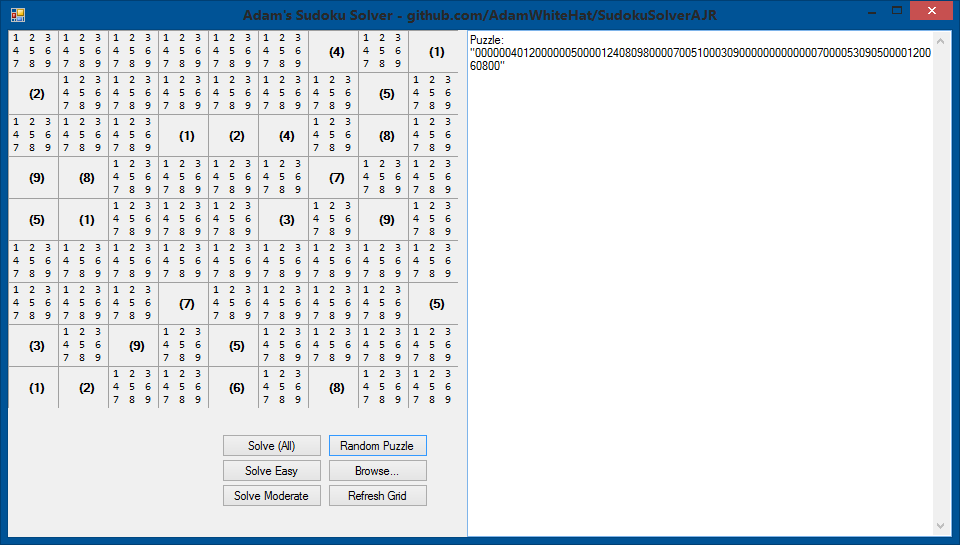 Adam's Sudoku Solver - github.com/AdamWhiteHat/SudokuSolverAJR
1 2 3 1 2 3 1 2 3 1 2 3 1 2 3 1 2 3 1 2 3
4 5 6 4 5 6 4 5 6 4 5 6 4 5 6 4 5 6 (4) 4 5 6 (1)
7 8 9 7 8 9 7 8 9 7 8 9 7 8 9 7 8 9 7 8 9
1 2 3 1 2 3 1 2 3 1 2 3 1 2 3 1 2 3 1 2 3
(2) 4 5 6 4 5 6 4 5 6 4 5 6 4 5 6 4 5 6 (5) 4 5 6
7 8 9 7 8 9 7 8 9 7 8 9 7 8 9 7 8 9 7 8 9
1 2 3 1 2 3 1 2 3 1 2 3 1 2 3
4 5 6 4 5 6 4 5 6 (1) (2) (4) 4 5 6 (8) 4 5 6
7 8 9 7 8 9 7 8 9 7 8 9 7 8 9
1 2 3 1 2 3 1 2 3 1 2 3 1 2 3 1 2 3
(9) (8) 4 5 6 4 5 6 4 5 6 4 5 6 (7) 4 5 6 4 5 6
7 8 9 7 8 9 7 8 9 7 8 9 7 8 9 7 8 9
1 2 3 1 2 3 1 2 3 1 2 3 1 2 3
(5) (1) 4 5 6 4 5 6 4 5 6 (3) 4 5 6 (9) 4 5 6
7 8 9 7 8 9 7 8 9 7 8 9 7 8 9
1 2 3 1 2 3 1 2 3 1 2 3 1 2 3 1 2 3 1 2 3 1 2 3 1 2 3
4 5 6 4 5 6 4 5 6 4 5 6 4 5 6 4 5 6 4 5 6 4 5 6 4 5 6
7 8 9 7 8 9 7 8 9 7 8 9 7 8 9 7 8 9 7 8 9 7 8 9 7 8 9
1 2 3 1 2 3 1 2 3 1 2 3 1 2 3 1 2 3 1 2 3
4 5 6 4 5 6 4 5 6 (7) 4 5 6 4 5 6 4 5 6 4 5 6 (5)
7 8 9 7 8 9 7 8 9 7 8 9 7 8 9 7 8 9 7 8 9
1 2 3 1 2 3 1 2 3 1 2 3 1 2 3 1 2 3
(3) 4 5 6 (9) 4 5 6 (5) 4 5 6 4 5 6 4 5 6 4 5 6
7 8 9 7 8 9 7 8 9 7 8 9 7 8 9 7 8 9
1 2 3 1 2 3 1 2 3 1 2 3 1 2 3
(1) (2) 4 5 6 4 5 6 (6) 4 5 6 (8) 4 5 6 4 5 6
7 8 9 7 8 9 7 8 9 7 8 9 7 8 9
Solve (All) Random Puzzle
Solve Easy Browse...
Solve Moderate Refresh Grid
Puzzle:
"0000004012000000500001240809800007005100030900000000000007000053090500001200
60800"